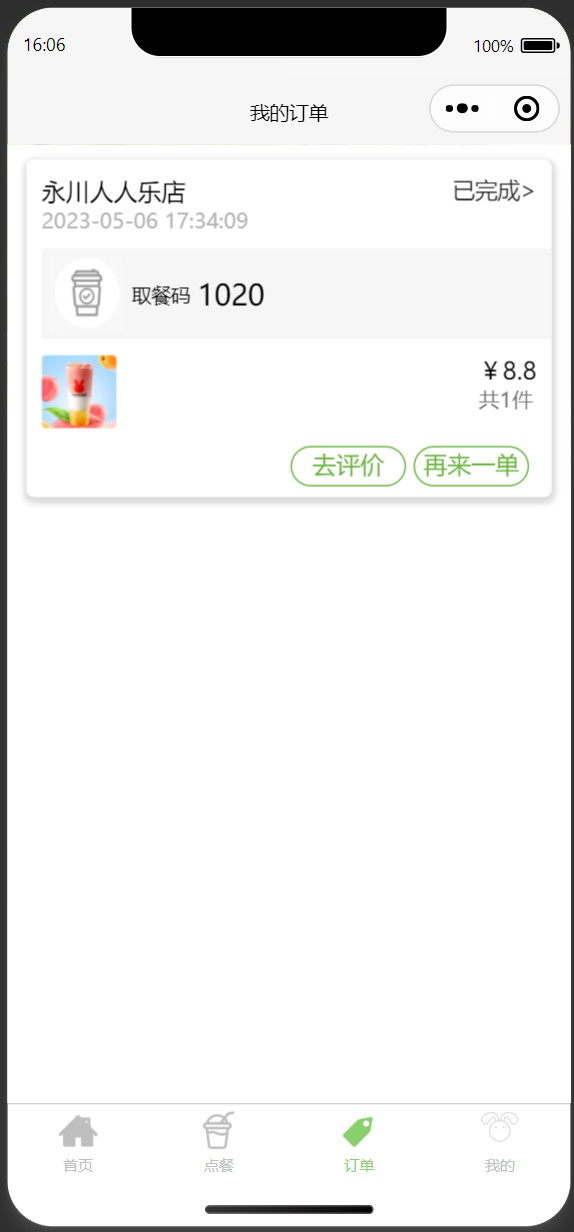 16:06
100%
我的订单
永川人人乐店
已完成>
2023-05-06 17:34:09
取餐码 1020
￥8.8
共1件
去评价
再来一单
首页
点餐
订单
我的